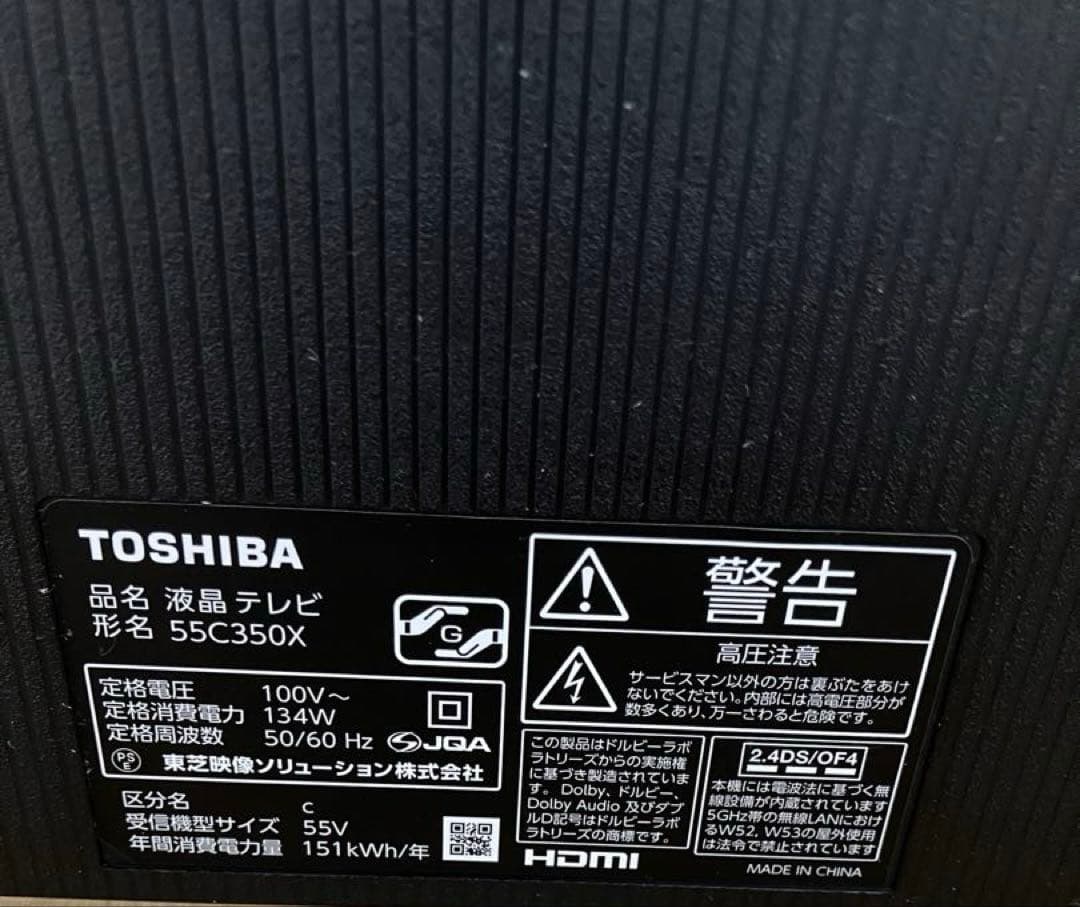 TOSHIBA
品名 液晶テレビ
形名 55C350X
G
定格電圧 100V～
定格消費電力 134W
定格周波数 50/60 Hz
JQA
PS
E
東芝映像ソリューション株式会社
区分名 C
受信機型サイズ 55V
年間消費電力量 151kWh/年
警告
高圧注意
サービスマン以外の方は裏ぶたをあけ
ないでください。内部には高電圧部分が
数多くあり、万一さわると危険です。
この製品はドルビーラボ
ラトリーズからの実施権
に基づき製造されていま
す。Dolby、ドルビー、
Dolby Audio 及びダブ
ルD記号はドルビーラボ
ラトリーズの商標です。
HDMI
2.4DS/OF4
本機には電波法に基づく無
線設備が内蔵されています
5GHz帯の無線LANにおけ
るW52, W53の屋外使用
は法令で禁止されています
MADE IN CHINA